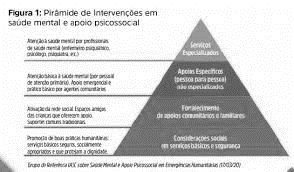 Figura 1: Pirâmide de Intervenções em
saúde mental e apoio psicossocial
Atenção à saúde mental por profissionais
de saúde mental (enfermeiro psiquiátrico,
psicólogo, psiquiatra, etc.)
Serviços
Especializados
Atenção básica à saúde mental (por pessoal
de atenção primária). Apoio emergencial e
prático básico por agentes comunitários
Apoios Específicos
(pessoa para pessoa)
não especializados
Ativação da rede social. Espaços amigos
das crianças que oferecem apoio.
Suportes comuns tradicionais.
Fortalecimento
de apoios comunitários e familiares
Promoção de boas práticas humanitárias:
serviços básicos seguros, socialmente
apropriados e que protejam a dignidade.
Considerações sociais
em serviços básicos e segurança
Grupo de Referência IASC sobre Saúde Mental e Apoio Psicossocial em Emergências Humanitárias (17/03/20)